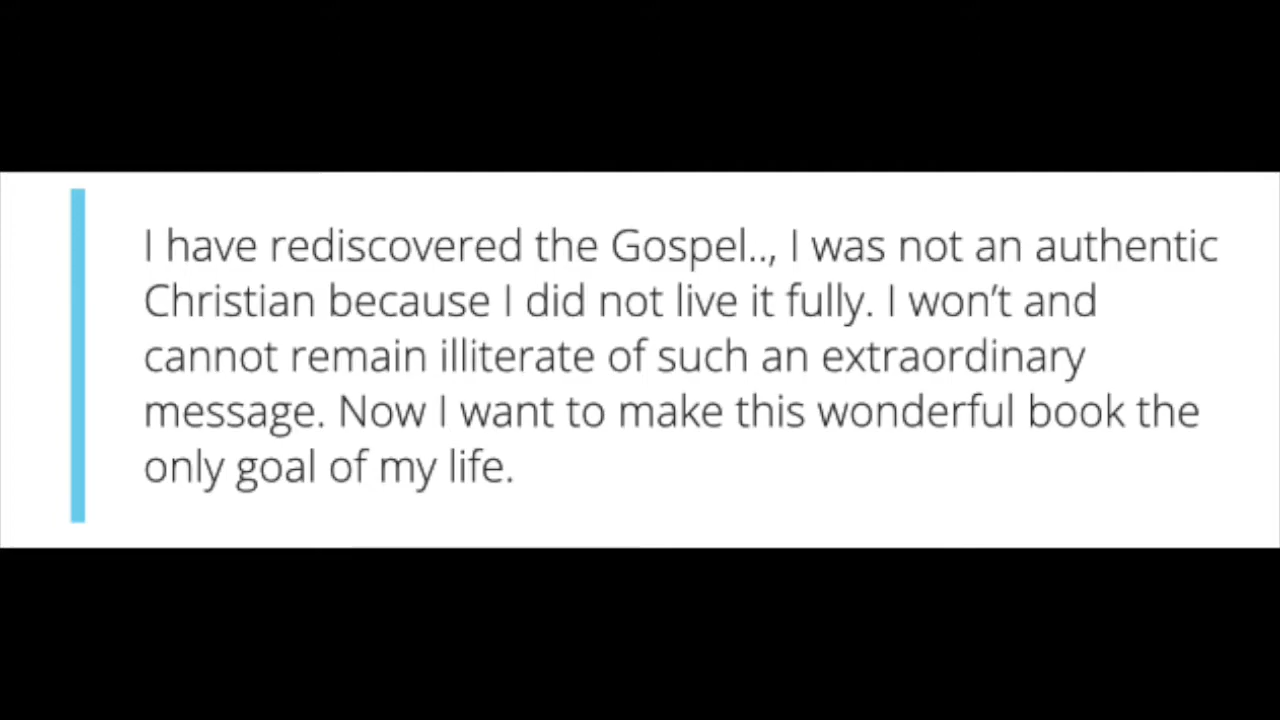 I have rediscovered the Gospel.., I was not an authentic
Christian because I did not live it fully. I won’t and
cannot remain illiterate of such an extraordinary
message. Now I want to make this wonderful book the
only goal of my life.